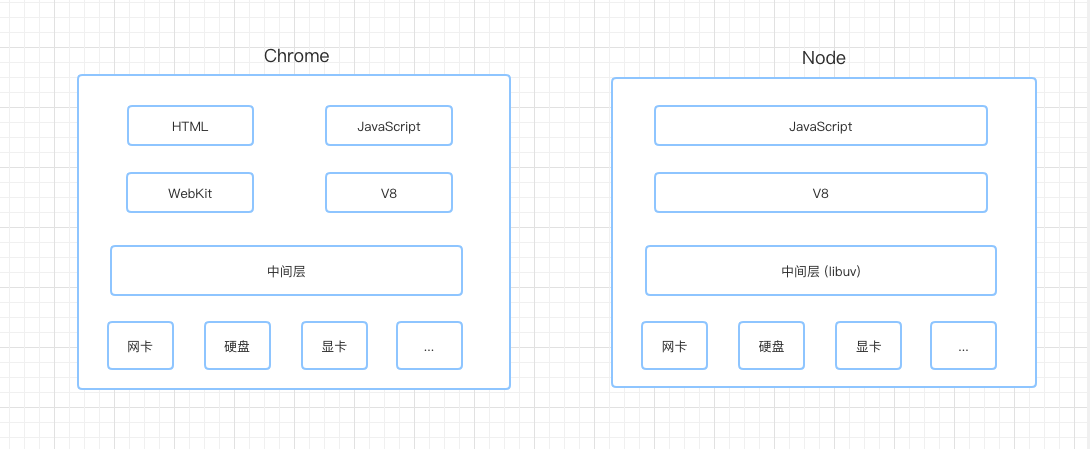 Chrome
HTML
JavaScript
WebKit
V8
中间层
网卡
硬盘
显卡
...
Node
JavaScript
V8
中间层 (libuv)
网卡
硬盘
显卡
...